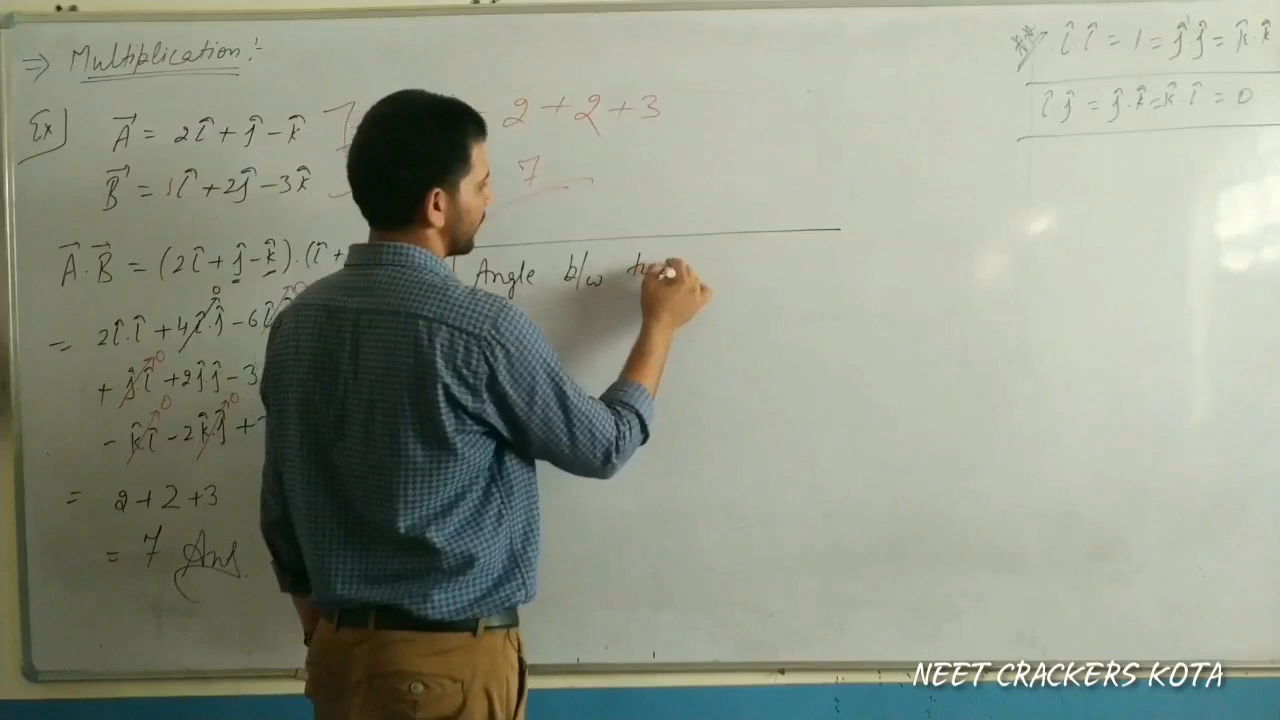 ⇒ Multiplication :-
Ex] A⃗ = 2î + ĵ - k̂
B⃗ = 1î + 2ĵ - 3k̂
A⃗.B⃗ = (2î + ĵ - k̂).(î +
= 2î.î + 4î.ĵ - 6î
+ ĵ.î + 2ĵ.ĵ - 3
- k̂.î - 2k̂.ĵ +
= 2+2+3
= 7 Ans.
2+2+3
7
Angle b/w
** î.î = 1 = ĵ.ĵ = k̂.k̂
î.ĵ = ĵ.k̂ = k̂.î = 0
NEET CRACKERS KOTA